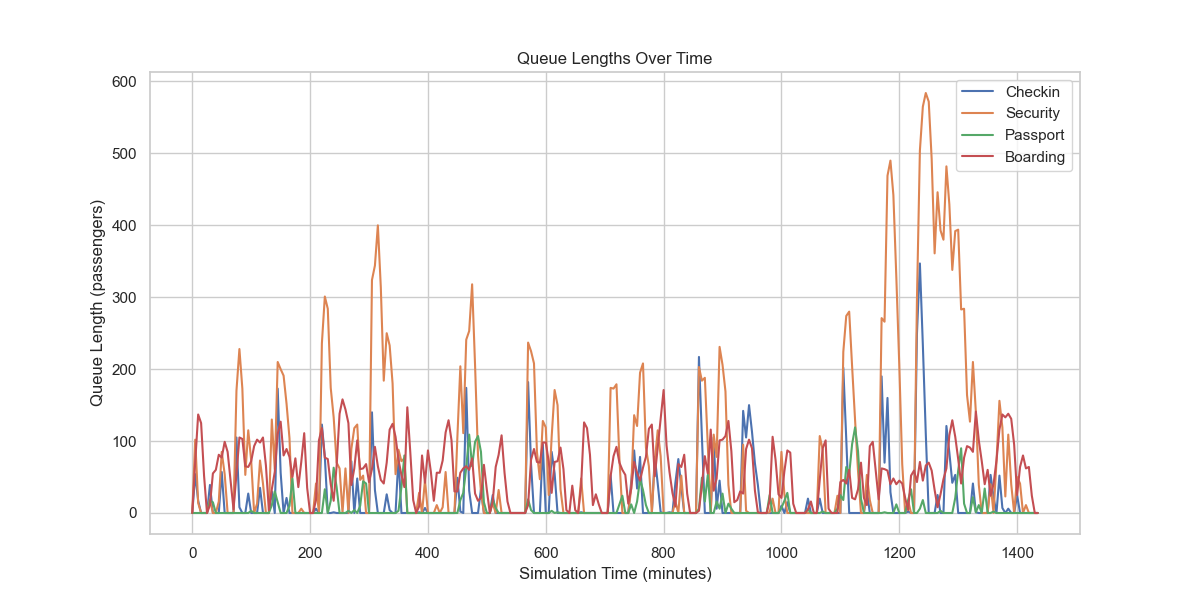 Queue Lengths Over Time
Queue Length (passengers)
600
500
400
300
200
100
0
Checkin
Security
Passport
Boarding
0 200 400 600 800 1000 1200 1400
Simulation Time (minutes)